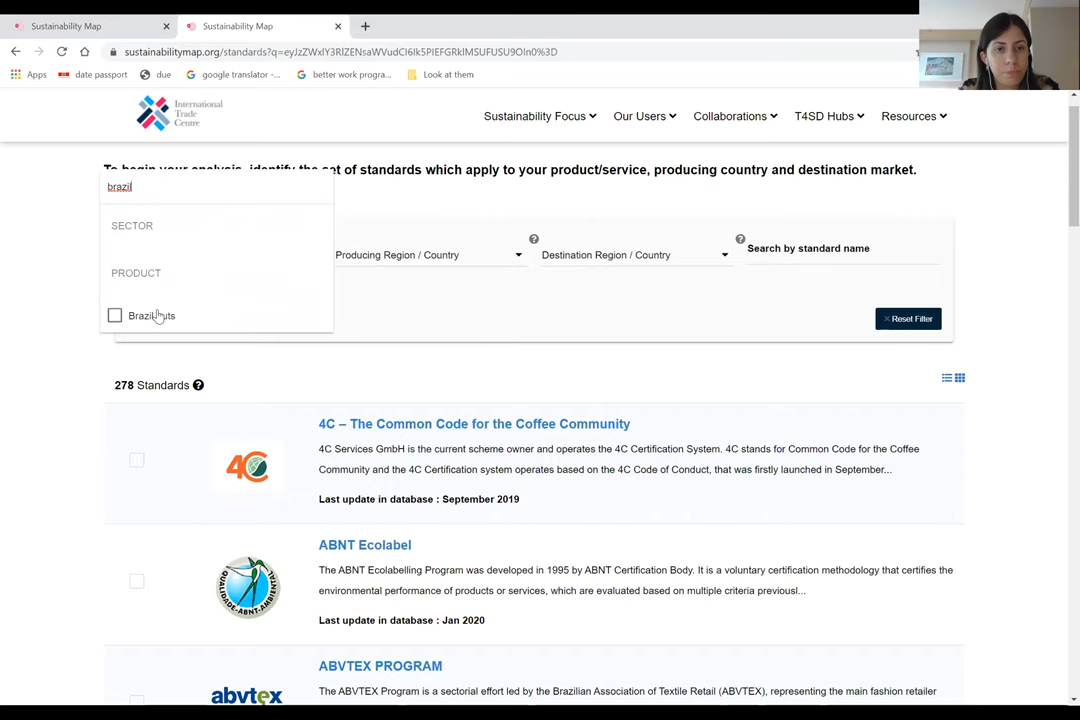 Sustainability Map
Sustainability Map
sustainabilitymap.org/standards?q=eyJzZWxlY3RlZENsaWVudCI6Ik5PIEFGRklMSUFUSU9OIn0%3D
Apps
date passport
due
google translator -...
better work progra...
Look at them
International
Trade
Centre
Sustainability Focus
Our Users
Collaborations
T4SD Hubs
Resources
To begin your analysis, identify the set of standards which apply to your product/service, producing country and destination market.
brazil
SECTOR
PRODUCT
Brazil nuts
Producing Region / Country
Destination Region / Country
Search by standard name
× Reset Filter
278 Standards
4C – The Common Code for the Coffee Community
4C Services GmbH is the current scheme owner and operates the 4C Certification System. 4C stands for Common Code for the Coffee
Community and the 4C Certification system operates based on the 4C Code of Conduct, that was firstly launched in September...
Last update in database : September 2019
4C
ABNT Ecolabel
The ABNT Ecolabelling Program was developed in 1995 by ABNT Certification Body. It is a voluntary certification methodology that certifies the
environmental performance of products or services, which are evaluated based on multiple criteria previousl...
Last update in database : Jan 2020
QUALIDADE-ABNT-AMBIENTAL
ABVTEX PROGRAM
The ABVTEX Program is a sectorial effort led by the Brazilian Association of Textile Retail (ABVTEX), representing the main fashion retailer
abvtex